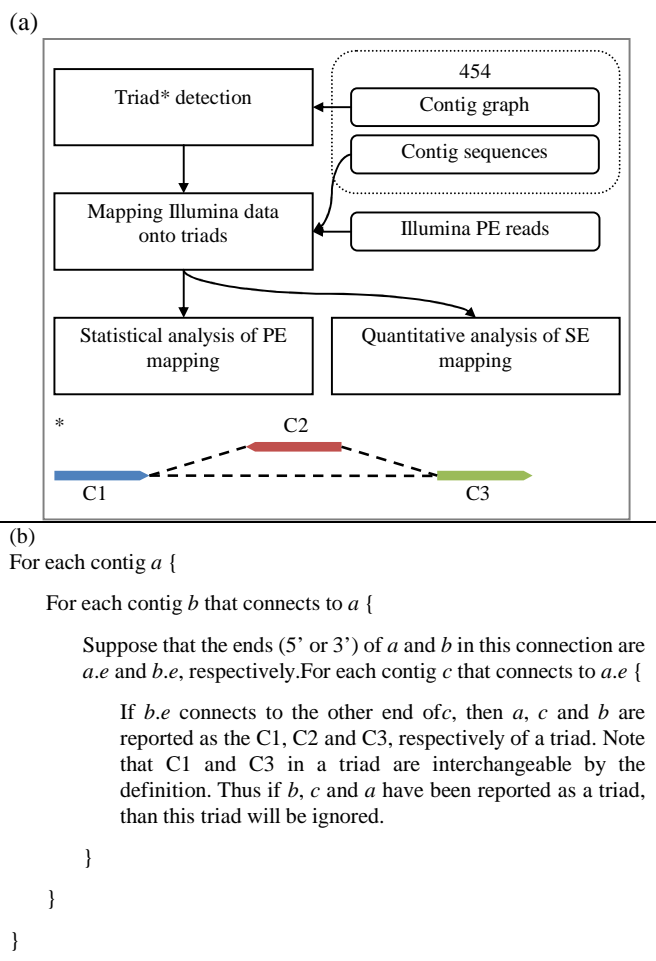 (a)
454
Triad* detection
Contig graph
Contig sequences
Mapping Illumina data
onto triads
Illumina PE reads
Statistical analysis of PE
mapping
Quantitative analysis of SE
mapping
*
C2
C1
C3
(b)
For each contig a {
For each contig b that connects to a {
Suppose that the ends (5’ or 3’) of a and b in this connection are
a.e and b.e, respectively.For each contig c that connects to a.e {
If b.e connects to the other end ofc, then a, c and b are
reported as the C1, C2 and C3, respectively of a triad. Note
that C1 and C3 in a triad are interchangeable by the
definition. Thus if b, c and a have been reported as a triad,
than this triad will be ignored.
}
}
}